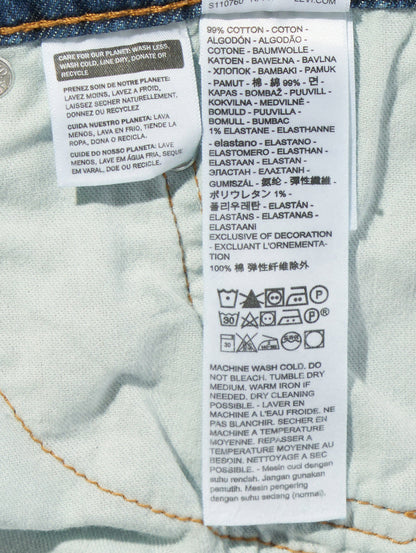 CARE FOR OUR PLANET: WASH LESS,
WASH COLD, LINE DRY, DONATE OR
RECYCLE
PRENEZ SOIN DE NOTRE PLANETE:
LAVEZ MOINS, LAVEZ A FROID,
LAISSEZ SECHER NATURELLEMENT.
DONNEZ OU RECYCLEZ
CUIDA NUESTRO PLANETA: LAVA
MENOS, LAVA EN FRIO, TIENDE LA
ROPA, DONA O RECICLA.
CUIDE DO NOSSO PLANETA: LAVE
MENOS, LAVE EM ÁGUA FRIA, SEQUE
EM VARAL, DOE OU RECICLE.
S110760
LEVI.COM
99% COTTON - COTON -
ALGODÓN - ALGODÃO -
COTONE - BAUMWOLLE -
KATOEN - BAWEŁNA - BAVLNA
- ХЛОПОК - BAMBAKI - PAMUK
- PAMUT - 棉 - 綿 99% - 면 -
KAPAS - BOMBAŽ - PUUVILL -
KOKVILNA - MEDVILNĖ -
BOMULD - PUUVILLA -
BOMULL - BUMBAC
1% ELASTANE - ELASTHANNE
- elastano - ELASTAN -
ELASTOMERO - ELASTHAN -
ELASTAAN - ELASTAN -
ЭЛАСТАН - ELASTAN -
GUMISZÁL - 氨纶 - 彈性纖維 -
ポリウレタン 1% -
폴리우레탄 - ELASTÁN -
ELASTĀNS - ELASTANAS -
ELASTAANI
EXCLUSIVE OF DECORATION
- EXCLUANT L'ORNEMENTA-
TION
100% 棉 弹性纤维除外
P
30 P
30
MACHINE WASH COLD. DO
NOT BLEACH. TUMBLE DRY
MEDIUM. WARM IRON IF
NEEDED. DRY CLEANING
POSSIBLE. - LAVER EN
MACHINE A L'EAU FROIDE. NE
PAS BLANCHIR. SECHER EN
MACHINE A TEMPERATURE
MOYENNE. REPASSER A
TEMPERATURE MOYENNE AU
BESOIN. NETTOYAGE A SEC
POSSIBLE - Mesin cuci dengan
suhu rendah. Jangan gunakan
pemutih. Mesin pengering
dengan suhu sedang (normal).